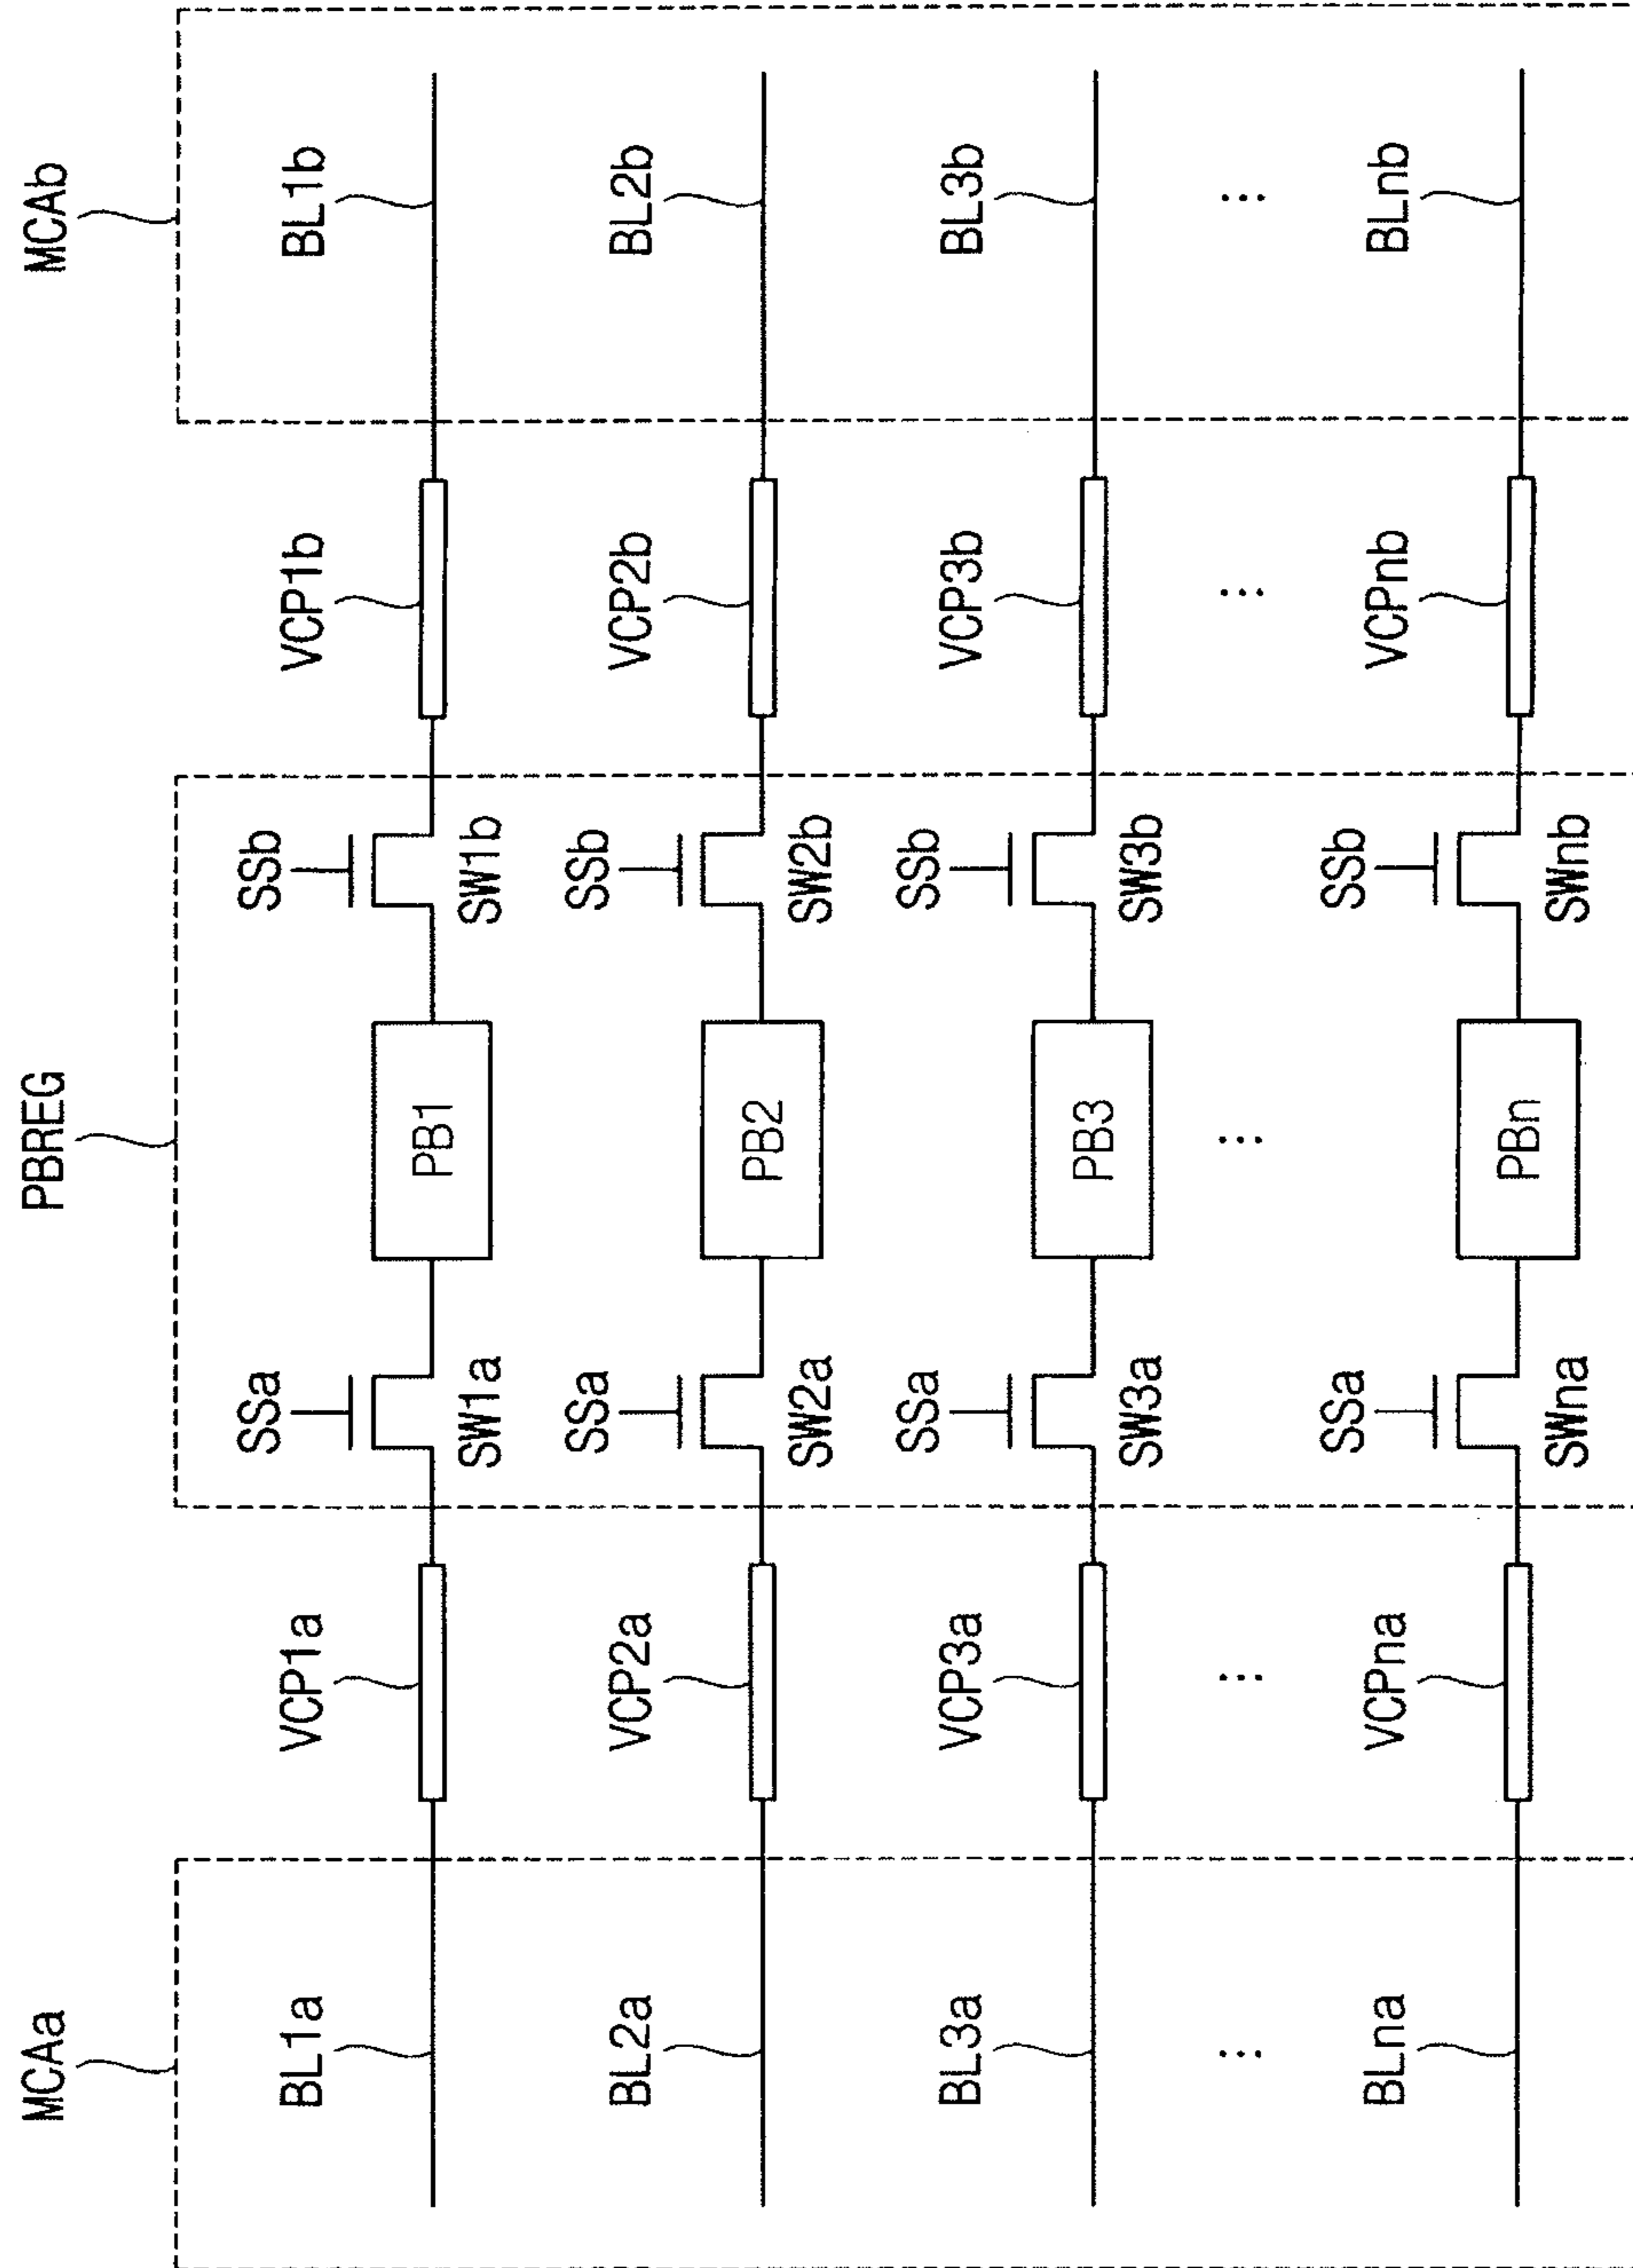 MCAa PBREG MCAb
BL1a VCP1a SSa SSb VCP1b BL1b
PB1
SW1a SW1b
BL2a VCP2a SSa SSb VCP2b BL2b
PB2
SW2a SW2b
BL3a VCP3a SSa SSb VCP3b BL3b
PB3
SW3a SW3b
... ... ... ... ...
BLna VCPna SSa SSb VCPnb BLnb
PBn
SWna SWnb